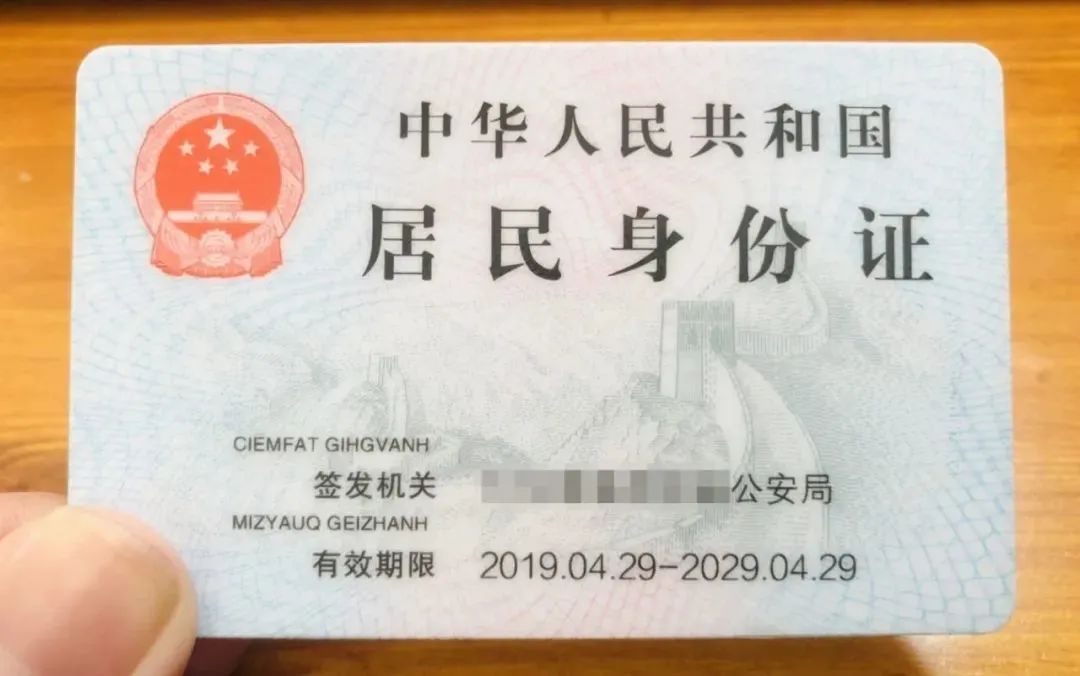 中华人民共和国
居民身份证
CIEMFAT GIHGVANH
签发机关 公安局
MIZYAUQ GEIZHANH
有效期限 2019.04.29-2029.04.29